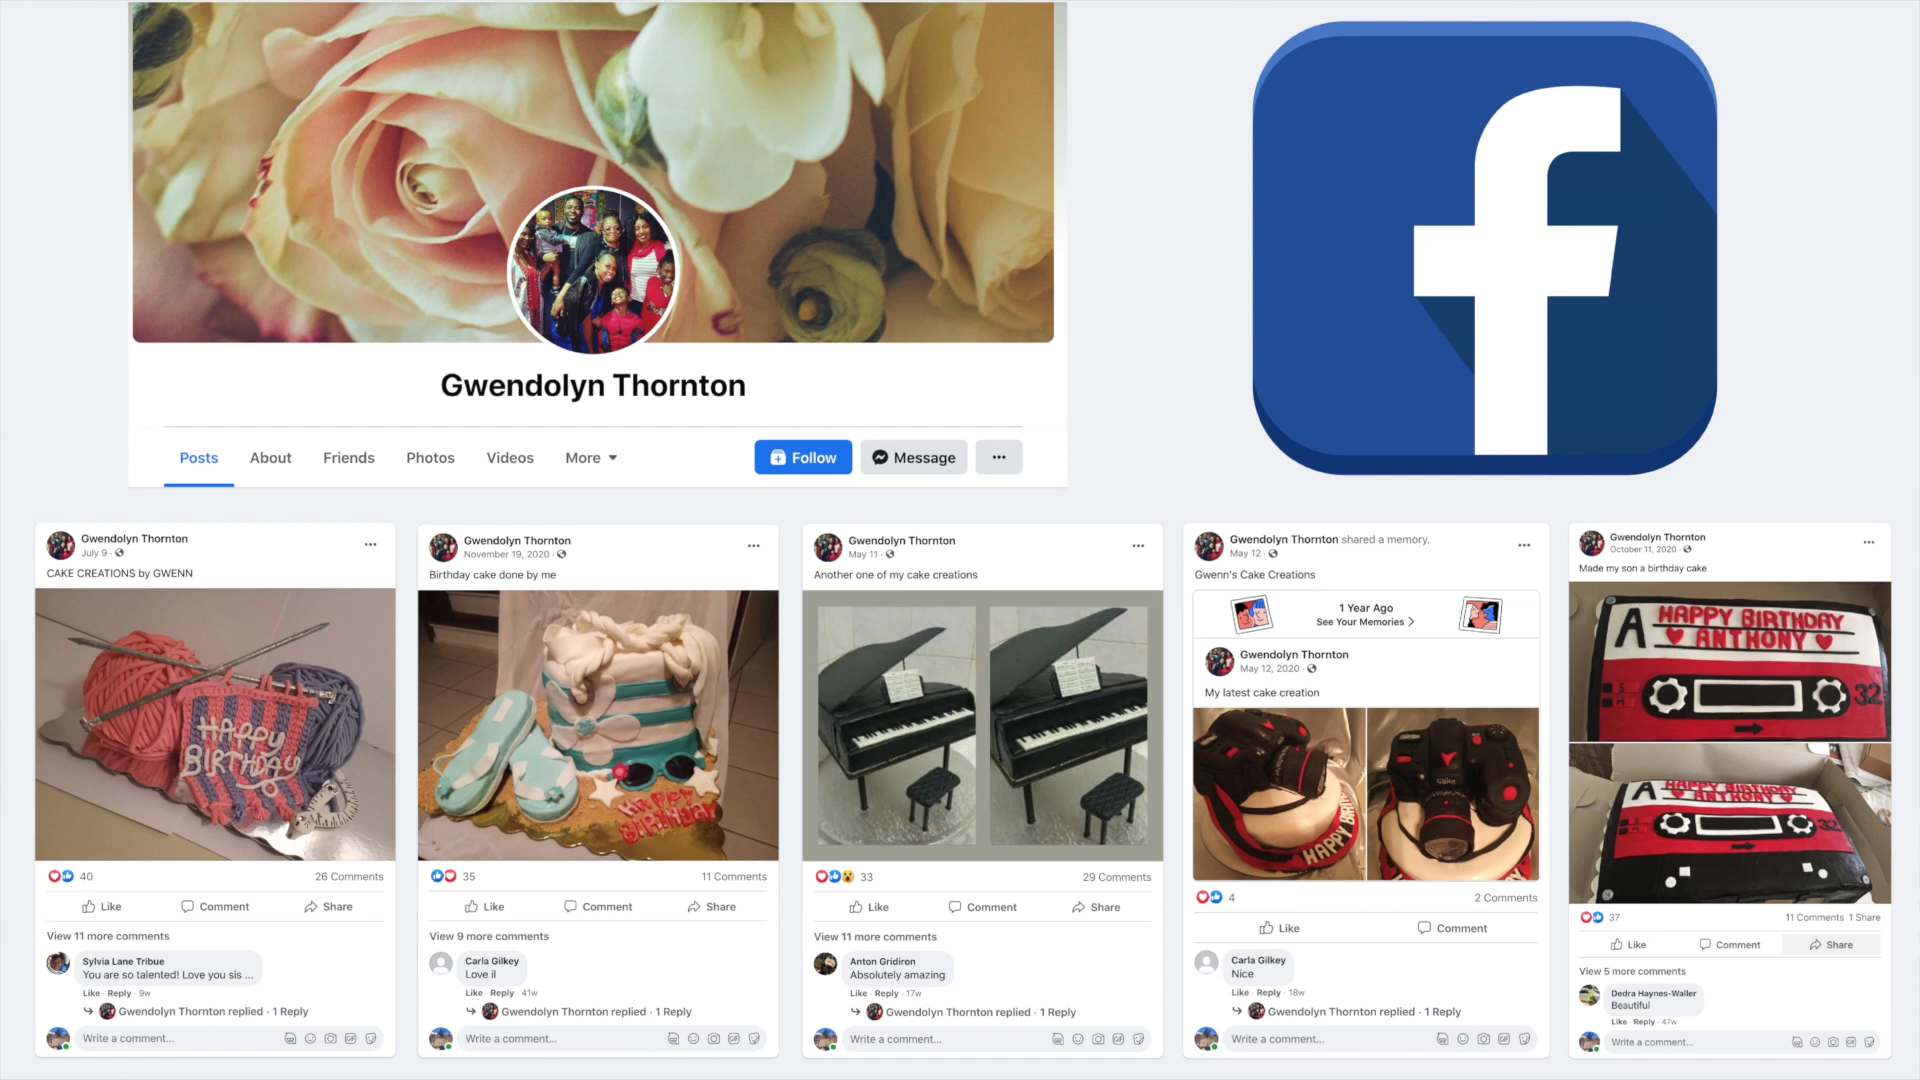 Gwendolyn Thornton
Posts
About
Friends
Photos
Videos
More
Follow
Message
Gwendolyn Thornton
July 9 ·
CAKE CREATIONS by GWENN
HAPPY
BIRTHDAY
40
26 Comments
Like
Comment
Share
View 11 more comments
Sylvia Lane Tribue
You are so talented! Love you sis ...
Like · Reply · 9w
Gwendolyn Thornton replied · 1 Reply
Write a comment...
Gwendolyn Thornton
November 19, 2020 ·
Birthday cake done by me
HAPPY
BIRTHDAY
35
11 Comments
Like
Comment
Share
View 9 more comments
Carla Gilkey
Love il
Like · Reply · 41w
Gwendolyn Thornton replied · 1 Reply
Write a comment...
Gwendolyn Thornton
May 11 ·
Another one of my cake creations
33
29 Comments
Like
Comment
Share
View 11 more comments
Anton Gridiron
Absolutely amazing
Like · Reply · 17w
Gwendolyn Thornton replied · 1 Reply
Write a comment...
Gwendolyn Thornton shared a memory.
May 12 ·
Gwenn's Cake Creations
1 Year Ago
See Your Memories
Gwendolyn Thornton
May 12, 2020 ·
My latest cake creation
HAPPY
4
2 Comments
Like
Comment
Carla Gilkey
Nice
Like · Reply · 18w
Gwendolyn Thornton replied · 1 Reply
Write a comment...
Gwendolyn Thornton
October 11, 2020 ·
Made my son a birthday cake
A HAPPY BIRTHDAY
ANTHONY
S
M
32
A HAPPY BIRTHDAY
ANTHONY
32
37
11 Comments 1 Share
Like
Comment
Share
View 5 more comments
Dedra Haynes-Waller
Beautiful
Like · Reply · 47w
Write a comment...